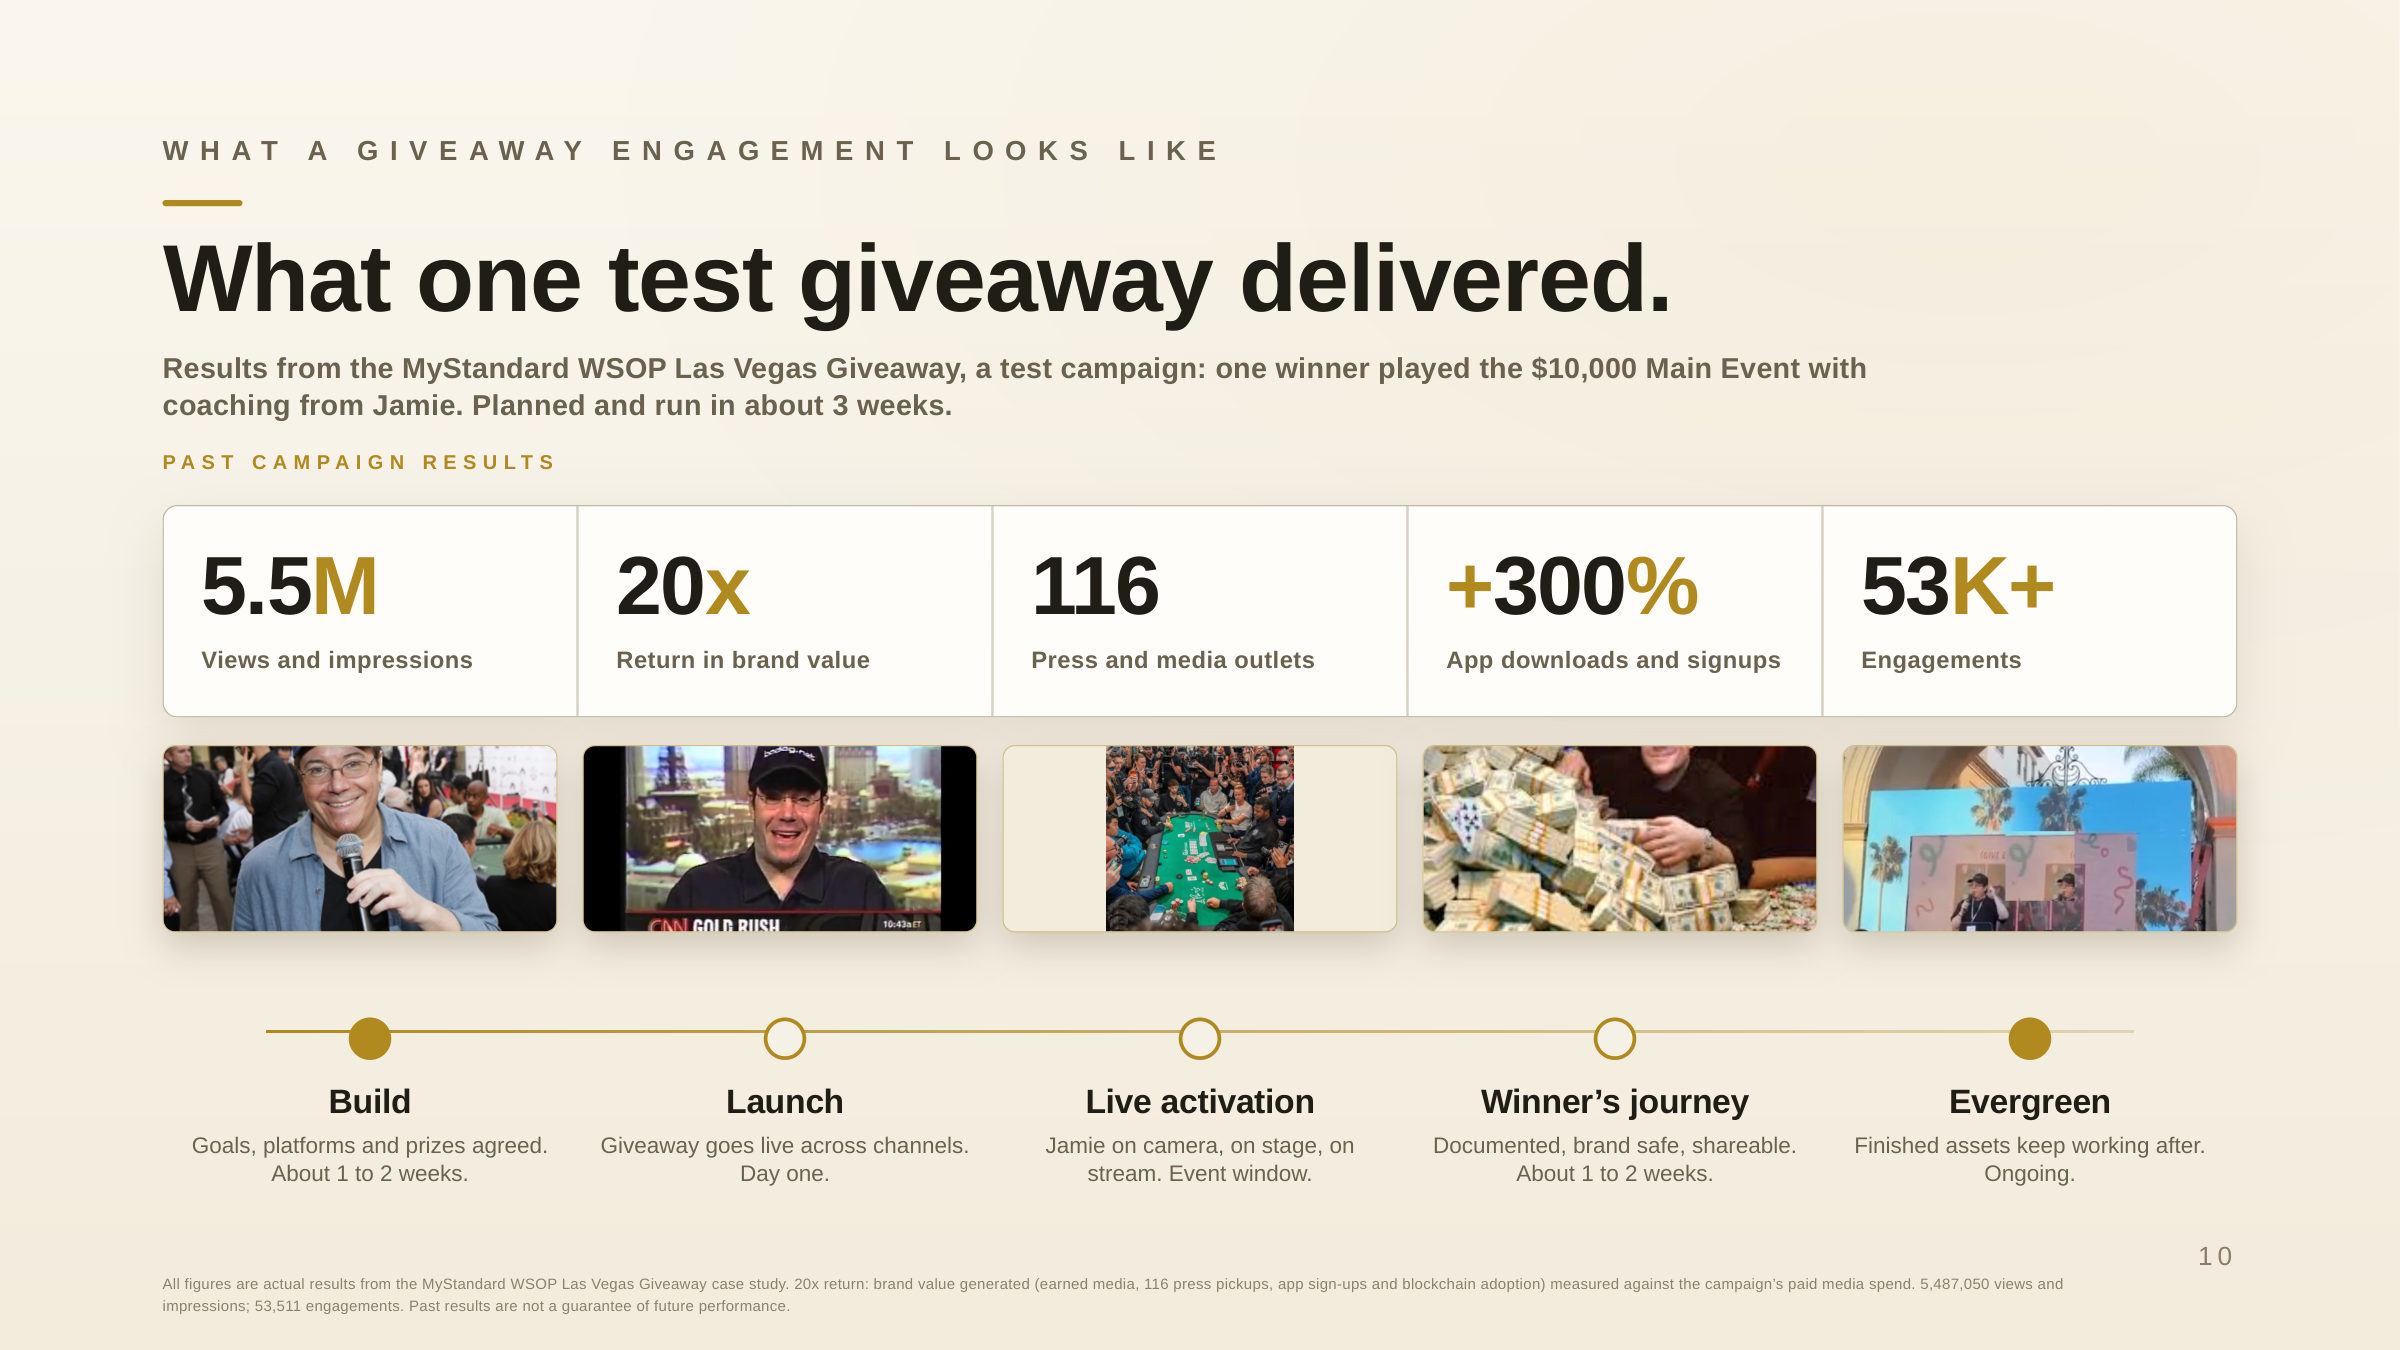 WHAT A GIVEAWAY ENGAGEMENT LOOKS LIKE
What one test giveaway delivered.
Results from the MyStandard WSOP Las Vegas Giveaway, a test campaign: one winner played the $10,000 Main Event with
coaching from Jamie. Planned and run in about 3 weeks.
PAST CAMPAIGN RESULTS
5.5M
Views and impressions
20x
Return in brand value
116
Press and media outlets
+300%
App downloads and signups
53K+
Engagements
CNN GOLD RUSH
10:43a ET
Build
Goals, platforms and prizes agreed.
About 1 to 2 weeks.
Launch
Giveaway goes live across channels.
Day one.
Live activation
Jamie on camera, on stage, on
stream. Event window.
Winner’s journey
Documented, brand safe, shareable.
About 1 to 2 weeks.
Evergreen
Finished assets keep working after.
Ongoing.
10
All figures are actual results from the MyStandard WSOP Las Vegas Giveaway case study. 20x return: brand value generated (earned media, 116 press pickups, app sign-ups and blockchain adoption) measured against the campaign’s paid media spend. 5,487,050 views and
impressions; 53,511 engagements. Past results are not a guarantee of future performance.